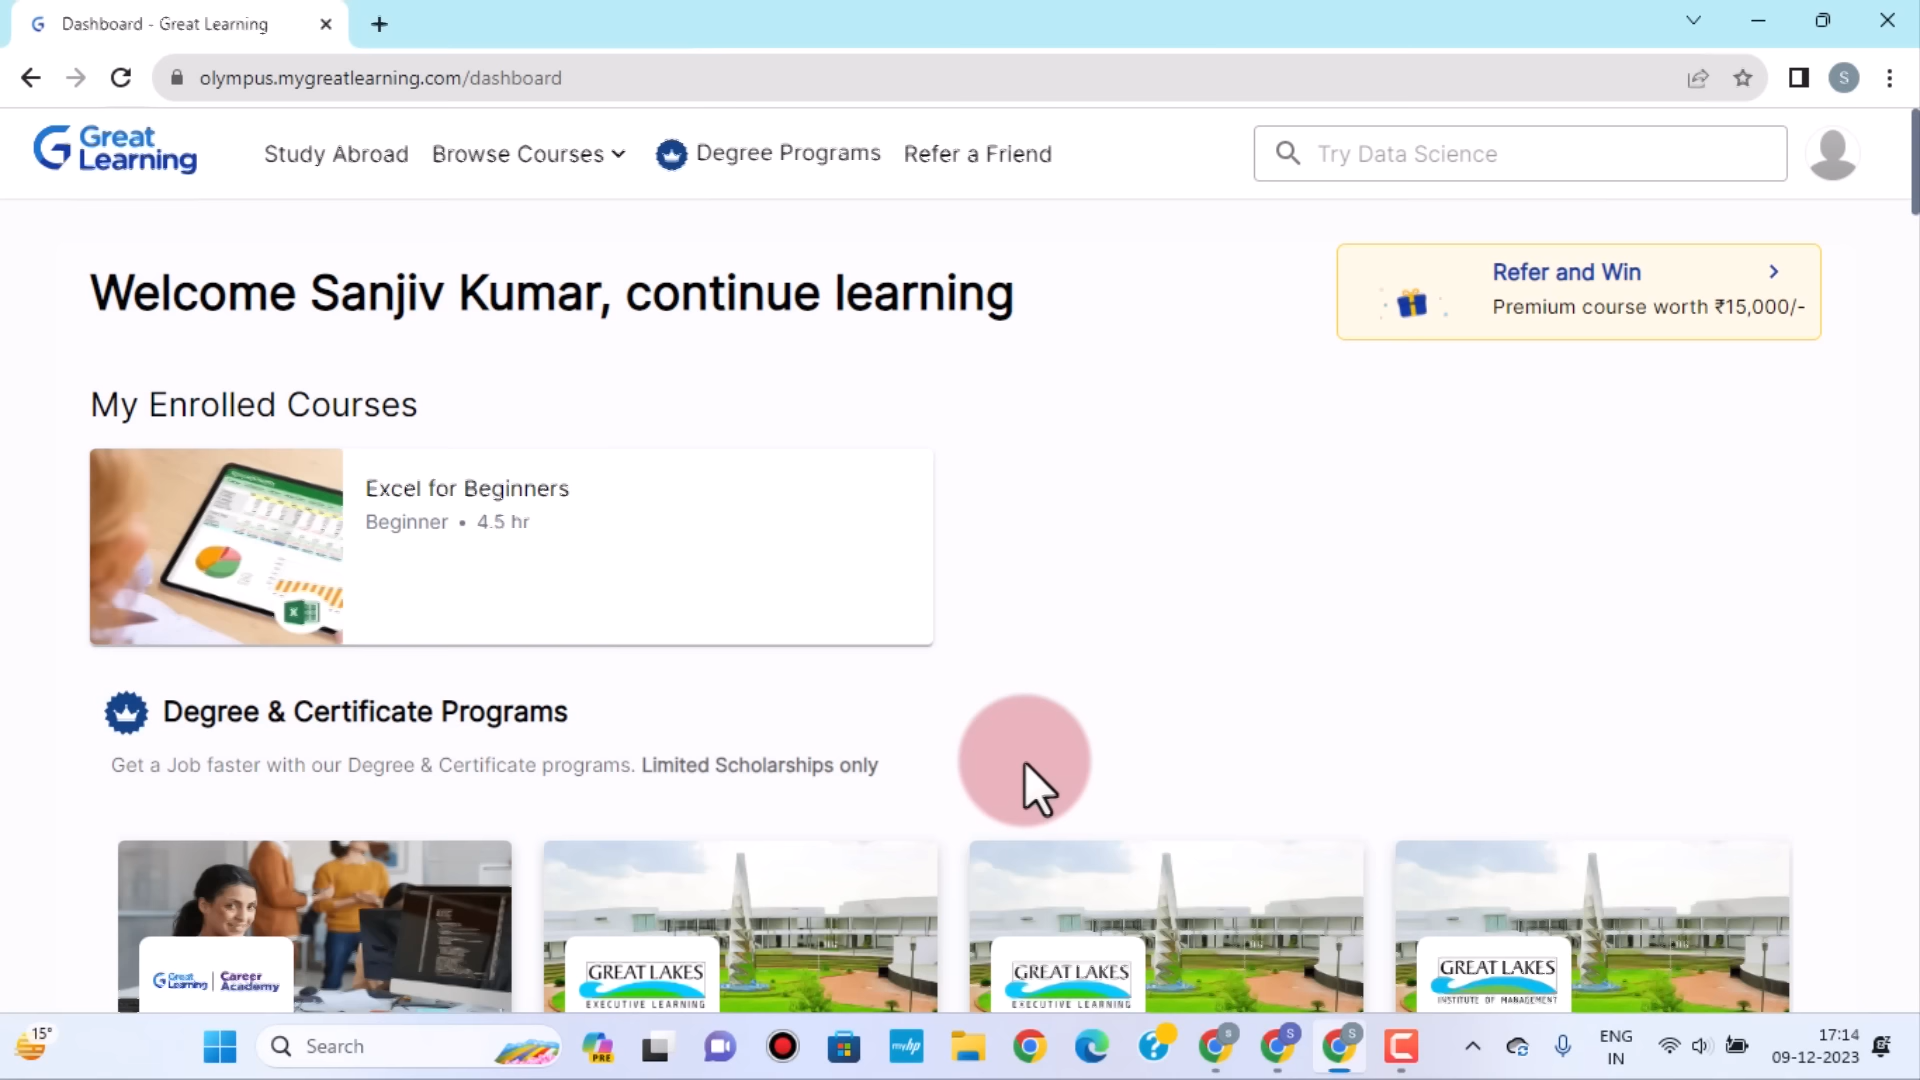 Dashboard - Great Learning
olympus.mygreatlearning.com/dashboard
S
Great
Learning
Study Abroad
Browse Courses
Degree Programs
Refer a Friend
Try Data Science
Welcome Sanjiv Kumar, continue learning
Refer and Win
Premium course worth ₹15,000/-
My Enrolled Courses
Excel for Beginners
Beginner • 4.5 hr
Degree & Certificate Programs
Get a Job faster with our Degree & Certificate programs. Limited Scholarships only
Great Learning | Career Academy
GREAT LAKES
EXECUTIVE LEARNING
GREAT LAKES
EXECUTIVE LEARNING
GREAT LAKES
INSTITUTE OF MANAGEMENT
15°
Search
PRE
myhp
S
S
S
ENG
IN
17:14
09-12-2023